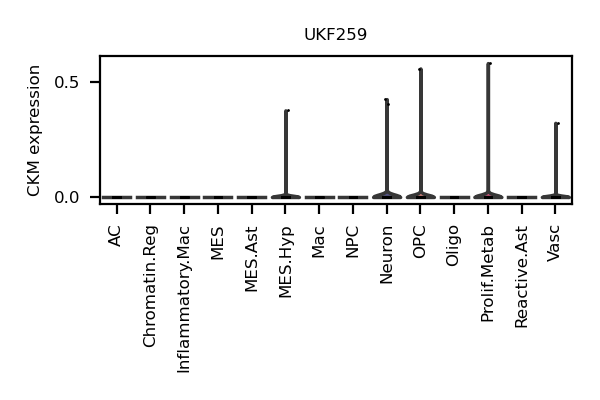 UKF259
CKM expression
0.5
0.0
AC
Chromatin.Reg
Inflammatory.Mac
MES
MES.Ast
MES.Hyp
Mac
NPC
Neuron
OPC
Oligo
Prolif.Metab
Reactive.Ast
Vasc